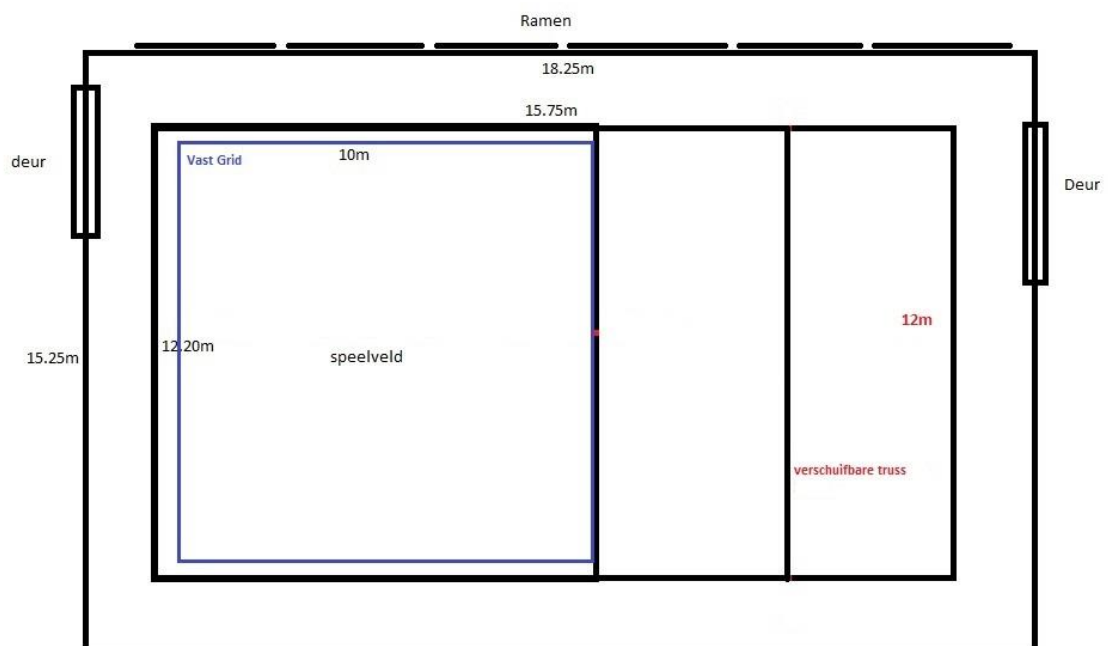 Ramen
18.25m
15.75m
deur
Vast Grid
10m
Deur
12m
12.20m
15.25m
speelveld
verschuifbare truss